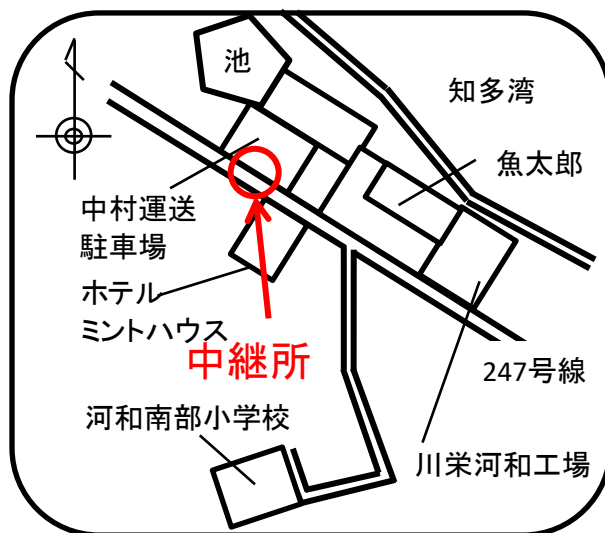 池
知多湾
魚太郎
中村運送
駐車場
ホテル
ミントハウス
中継所
247号線
河和南部小学校
川栄河和工場